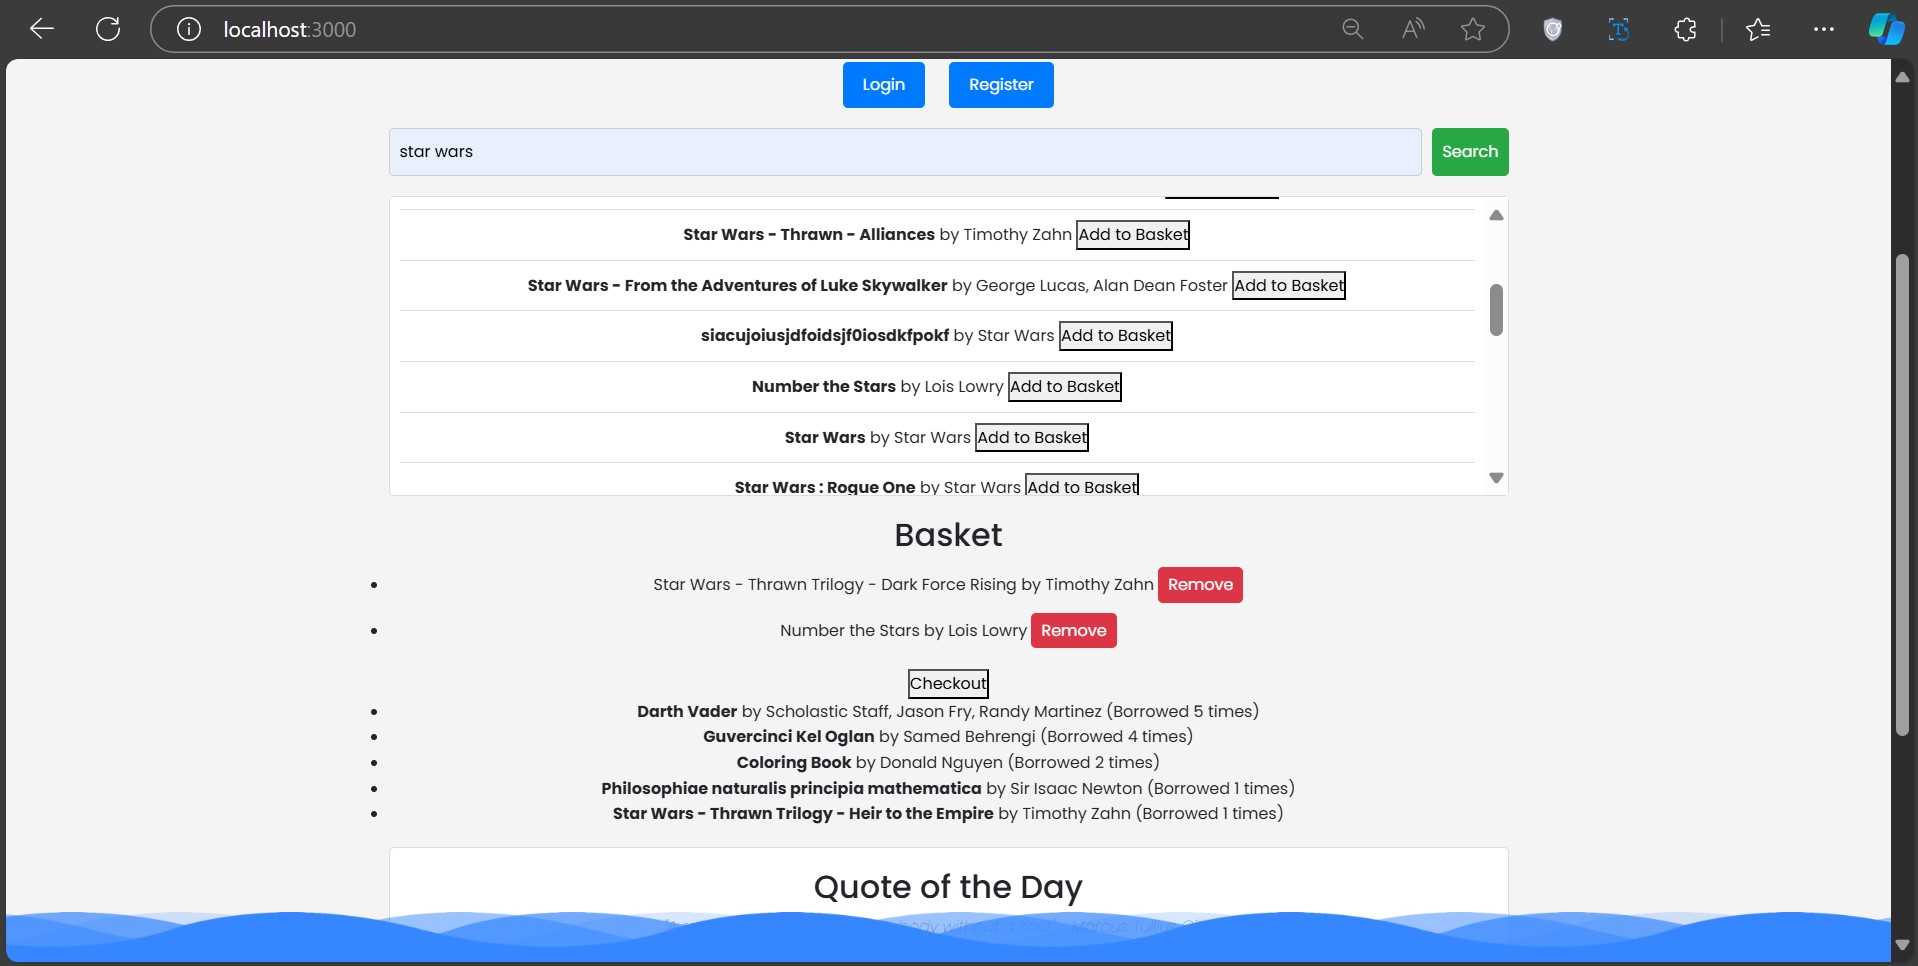 localhost:3000
Login Register
star wars Search
Star Wars - Thrawn - Alliances by Timothy Zahn Add to Basket
Star Wars - From the Adventures of Luke Skywalker by George Lucas, Alan Dean Foster Add to Basket
siacujoiusjdfoidsjf0iosdkfpokf by Star Wars Add to Basket
Number the Stars by Lois Lowry Add to Basket
Star Wars by Star Wars Add to Basket
Star Wars : Rogue One by Star Wars Add to Basket
Basket
Star Wars - Thrawn Trilogy - Dark Force Rising by Timothy Zahn Remove
Number the Stars by Lois Lowry Remove
Checkout
Darth Vader by Scholastic Staff, Jason Fry, Randy Martinez (Borrowed 5 times)
Guvercinci Kel Oglan by Samed Behrengi (Borrowed 4 times)
Coloring Book by Donald Nguyen (Borrowed 2 times)
Philosophiae naturalis principia mathematica by Sir Isaac Newton (Borrowed 1 times)
Star Wars - Thrawn Trilogy - Heir to the Empire by Timothy Zahn (Borrowed 1 times)
Quote of the Day
body without a soul. Marcus Tullius